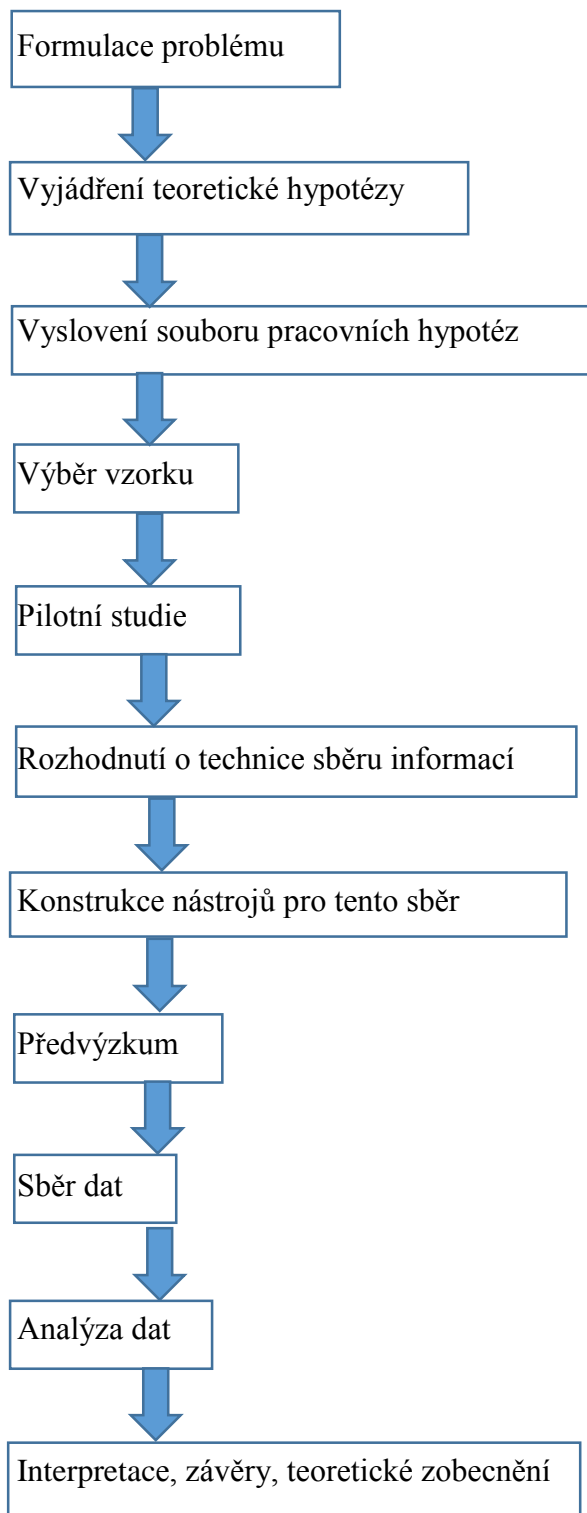 Formulace problému
Vyjádření teoretické hypotézy
Vyslovení souboru pracovních hypotéz
Výběr vzorku
Pilotní studie
Rozhodnutí o technice sběru informací
Konstrukce nástrojů pro tento sběr
Předvýzkum
Sběr dat
Analýza dat
Interpretace, závěry, teoretické zobecnění